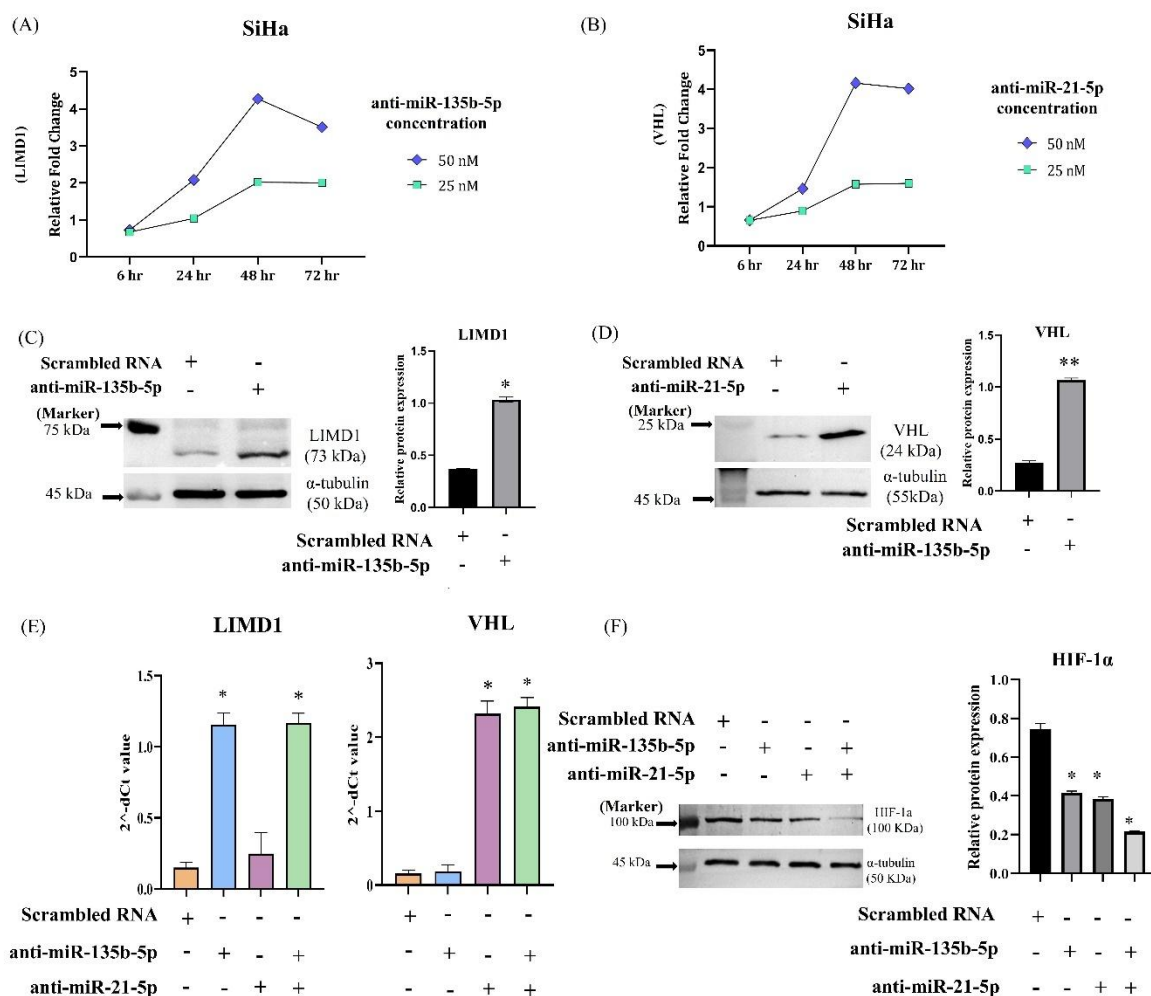 (A)
SiHa
Relative Fold Change
(LIMD1)
5
4
3
2
1
0
6 hr 24 hr 48 hr 72 hr
anti-miR-135b-5p
concentration
50 nM
25 nM
(B)
SiHa
Relative Fold Change
(VHL)
5
4
3
2
1
0
6 hr 24 hr 48 hr 72 hr
anti-miR-21-5p
concentration
50 nM
25 nM
(C)
Scrambled RNA + -
anti-miR-135b-5p - +
(Marker)
75 kDa
45 kDa
LIMD1
(73 kDa)
α-tubulin
(50 kDa)
LIMD1
Relative protein expression
1.5
1.0
0.5
0.0
*
Scrambled RNA + -
anti-miR-135b-5p - +
(D)
Scrambled RNA + -
anti-miR-21-5p - +
(Marker)
25 kDa
45 kDa
VHL
(24 kDa)
α-tubulin
(55kDa)
VHL
Relative protein expression
1.5
1.0
0.5
0.0
**
Scrambled RNA + -
anti-miR-135b-5p - +
(E)
LIMD1
2^-dCt value
1.5
1.0
0.5
0.0
* *
VHL
2^-dCt value
3
2
1
0
* *
Scrambled RNA + - - - + - - -
anti-miR-135b-5p - + - + - + - +
anti-miR-21-5p - - + + - - + +
(F)
Scrambled RNA + - - -
anti-miR-135b-5p - + - +
anti-miR-21-5p - - + +
(Marker)
100 kDa
45 kDa
HIF-1a
(100 KDa)
α-tubulin
(50 KDa)
HIF-1α
Relative protein expression
1.0
0.8
0.6
0.4
0.2
0.0
* * *
Scrambled RNA + - - -
anti-miR-135b-5p - + - +
anti-miR-21-5p - - + +